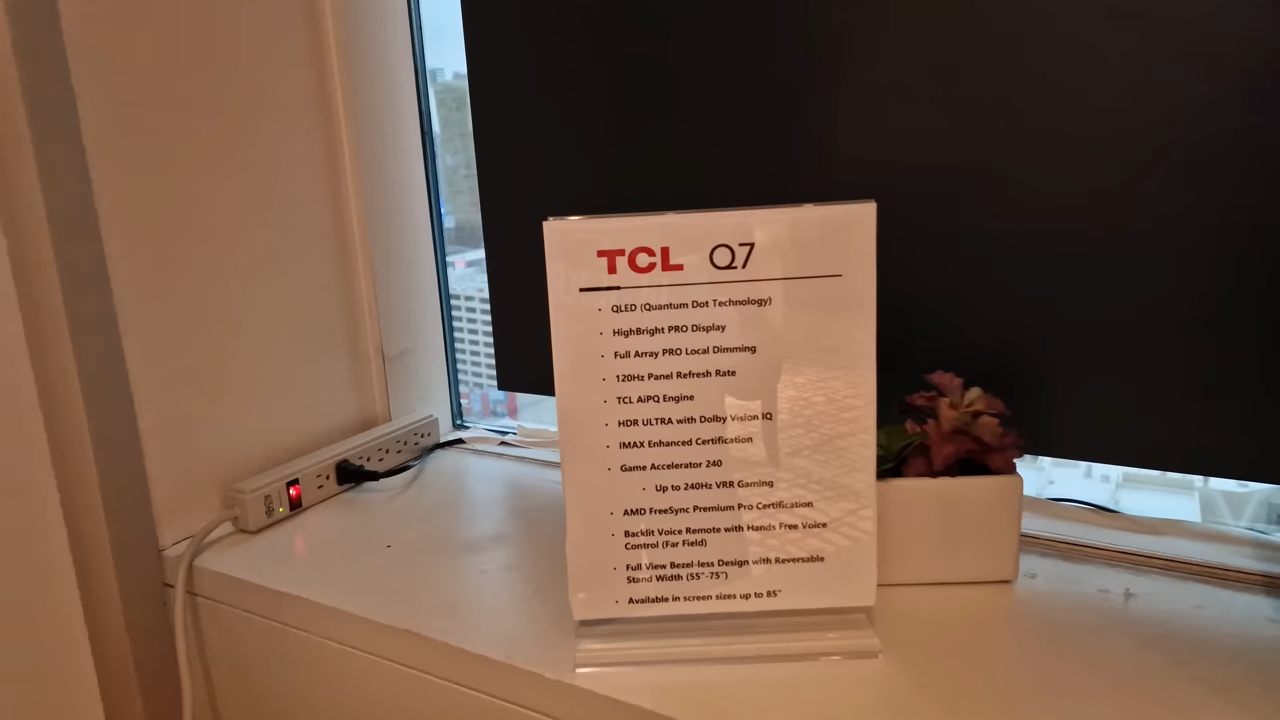 TCL Q7
• QLED (Quantum Dot Technology)
• HighBright PRO Display
• Full Array PRO Local Dimming
• 120Hz Panel Refresh Rate
• TCL AiPQ Engine
• HDR ULTRA with Dolby Vision IQ
• IMAX Enhanced Certification
• Game Accelerator 240
• Up to 240Hz VRR Gaming
• AMD FreeSync Premium Pro Certification
• Backlit Voice Remote with Hands Free Voice
Control (Far Field)
• Full View Bezel-less Design with Reversable
Stand Width (55"-75")
• Available in screen sizes up to 85"